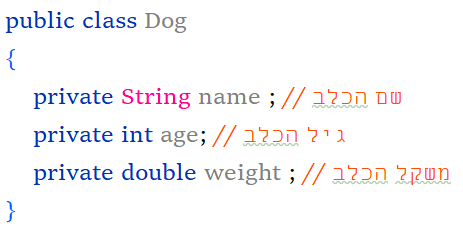 public class Dog
{
private String name ; // שם הכלב
private int age; // גיל הכלב
private double weight ; // משקל הכלב
}